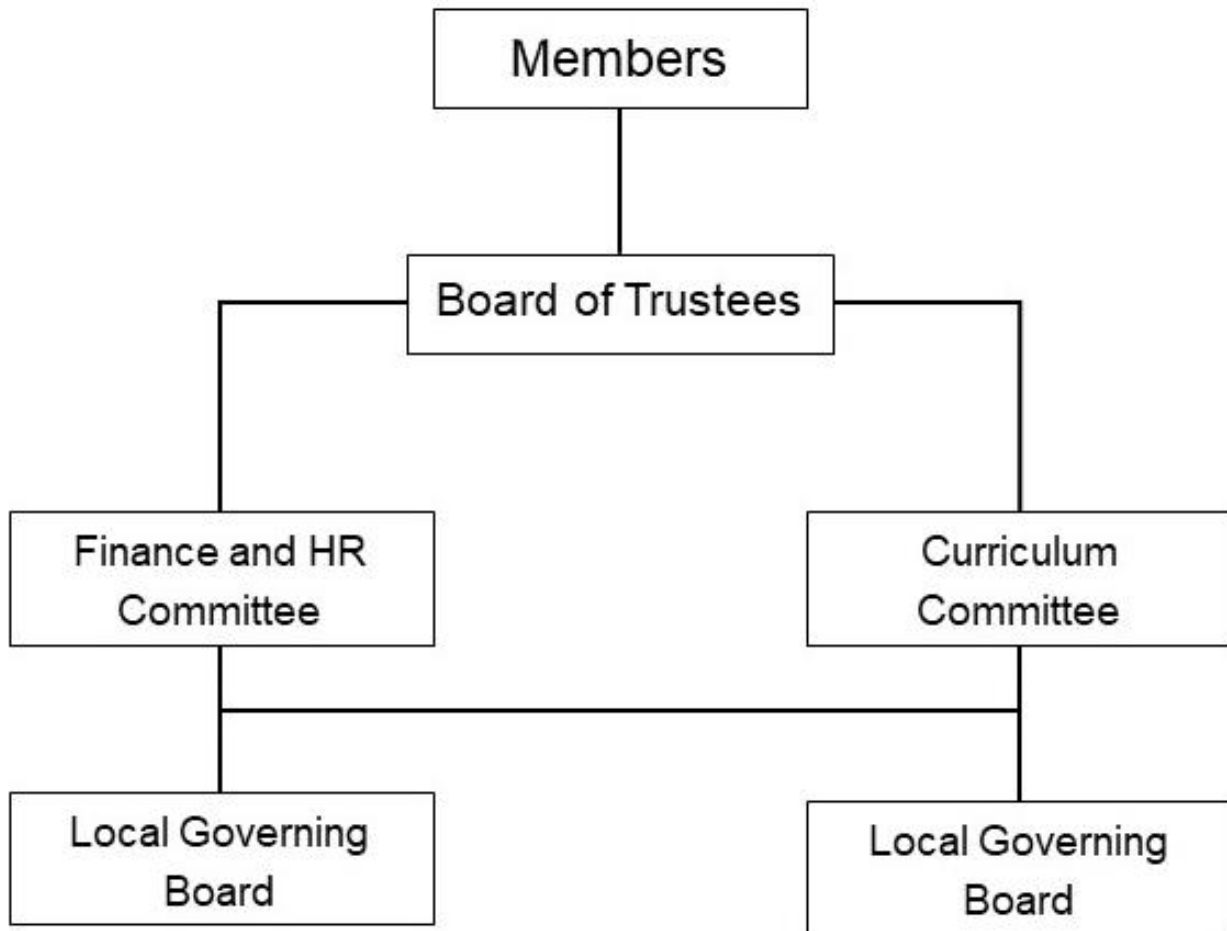 Members
Board of Trustees
Finance and HR
Committee
Curriculum
Committee
Local Governing
Board
Local Governing
Board